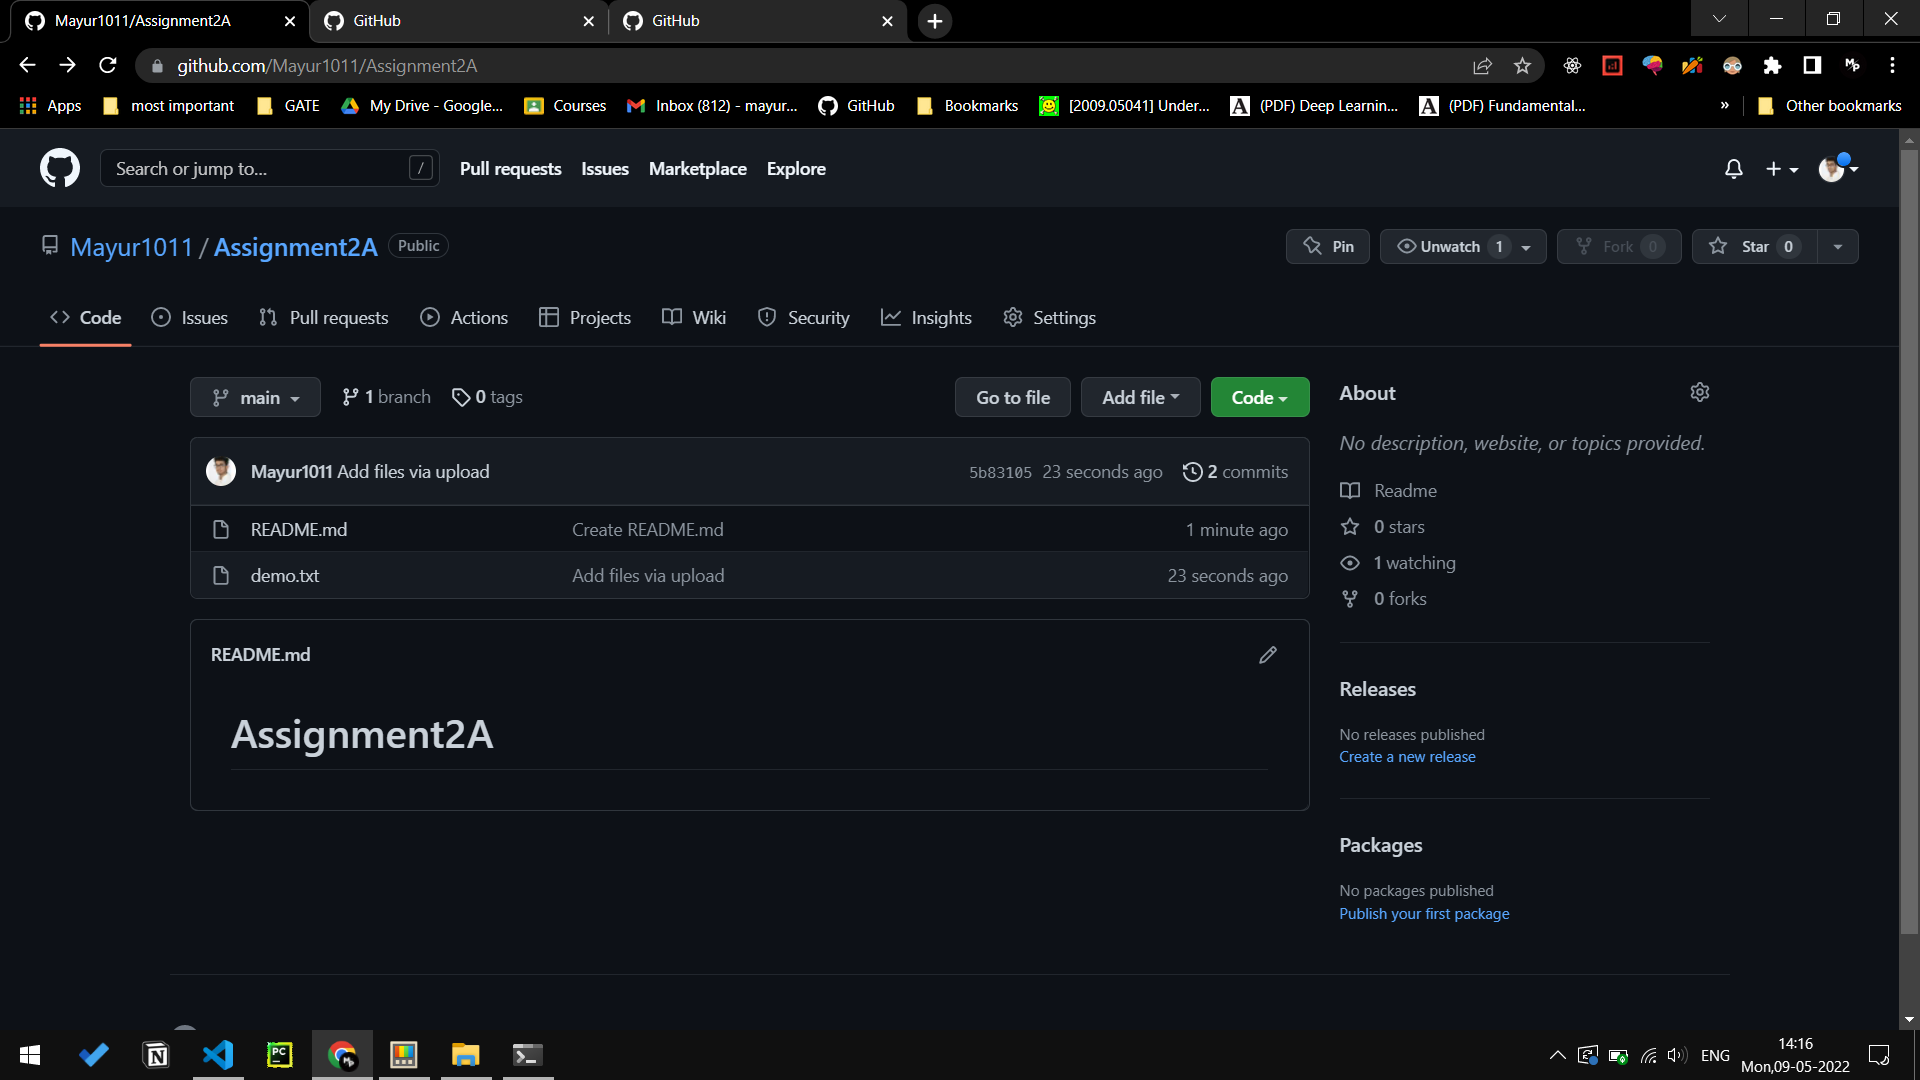 Mayur1011/Assignment2A
GitHub
GitHub
github.com/Mayur1011/Assignment2A
Apps
most important
GATE
My Drive - Google...
Courses
Inbox (812) - mayur...
GitHub
Bookmarks
[2009.05041] Under...
(PDF) Deep Learnin...
(PDF) Fundamental...
»
Other bookmarks
Search or jump to...
/
Pull requests
Issues
Marketplace
Explore
Mayur1011 / Assignment2A
Public
Pin
Unwatch 1
Fork 0
Star 0
Code
Issues
Pull requests
Actions
Projects
Wiki
Security
Insights
Settings
main
1 branch
0 tags
Go to file
Add file
Code
Mayur1011 Add files via upload
5b83105 23 seconds ago
2 commits
README.md
Create README.md
1 minute ago
demo.txt
Add files via upload
23 seconds ago
README.md
Assignment2A
About
No description, website, or topics provided.
Readme
0 stars
1 watching
0 forks
Releases
No releases published
Create a new release
Packages
No packages published
Publish your first package
ENG
14:16
Mon,09-05-2022